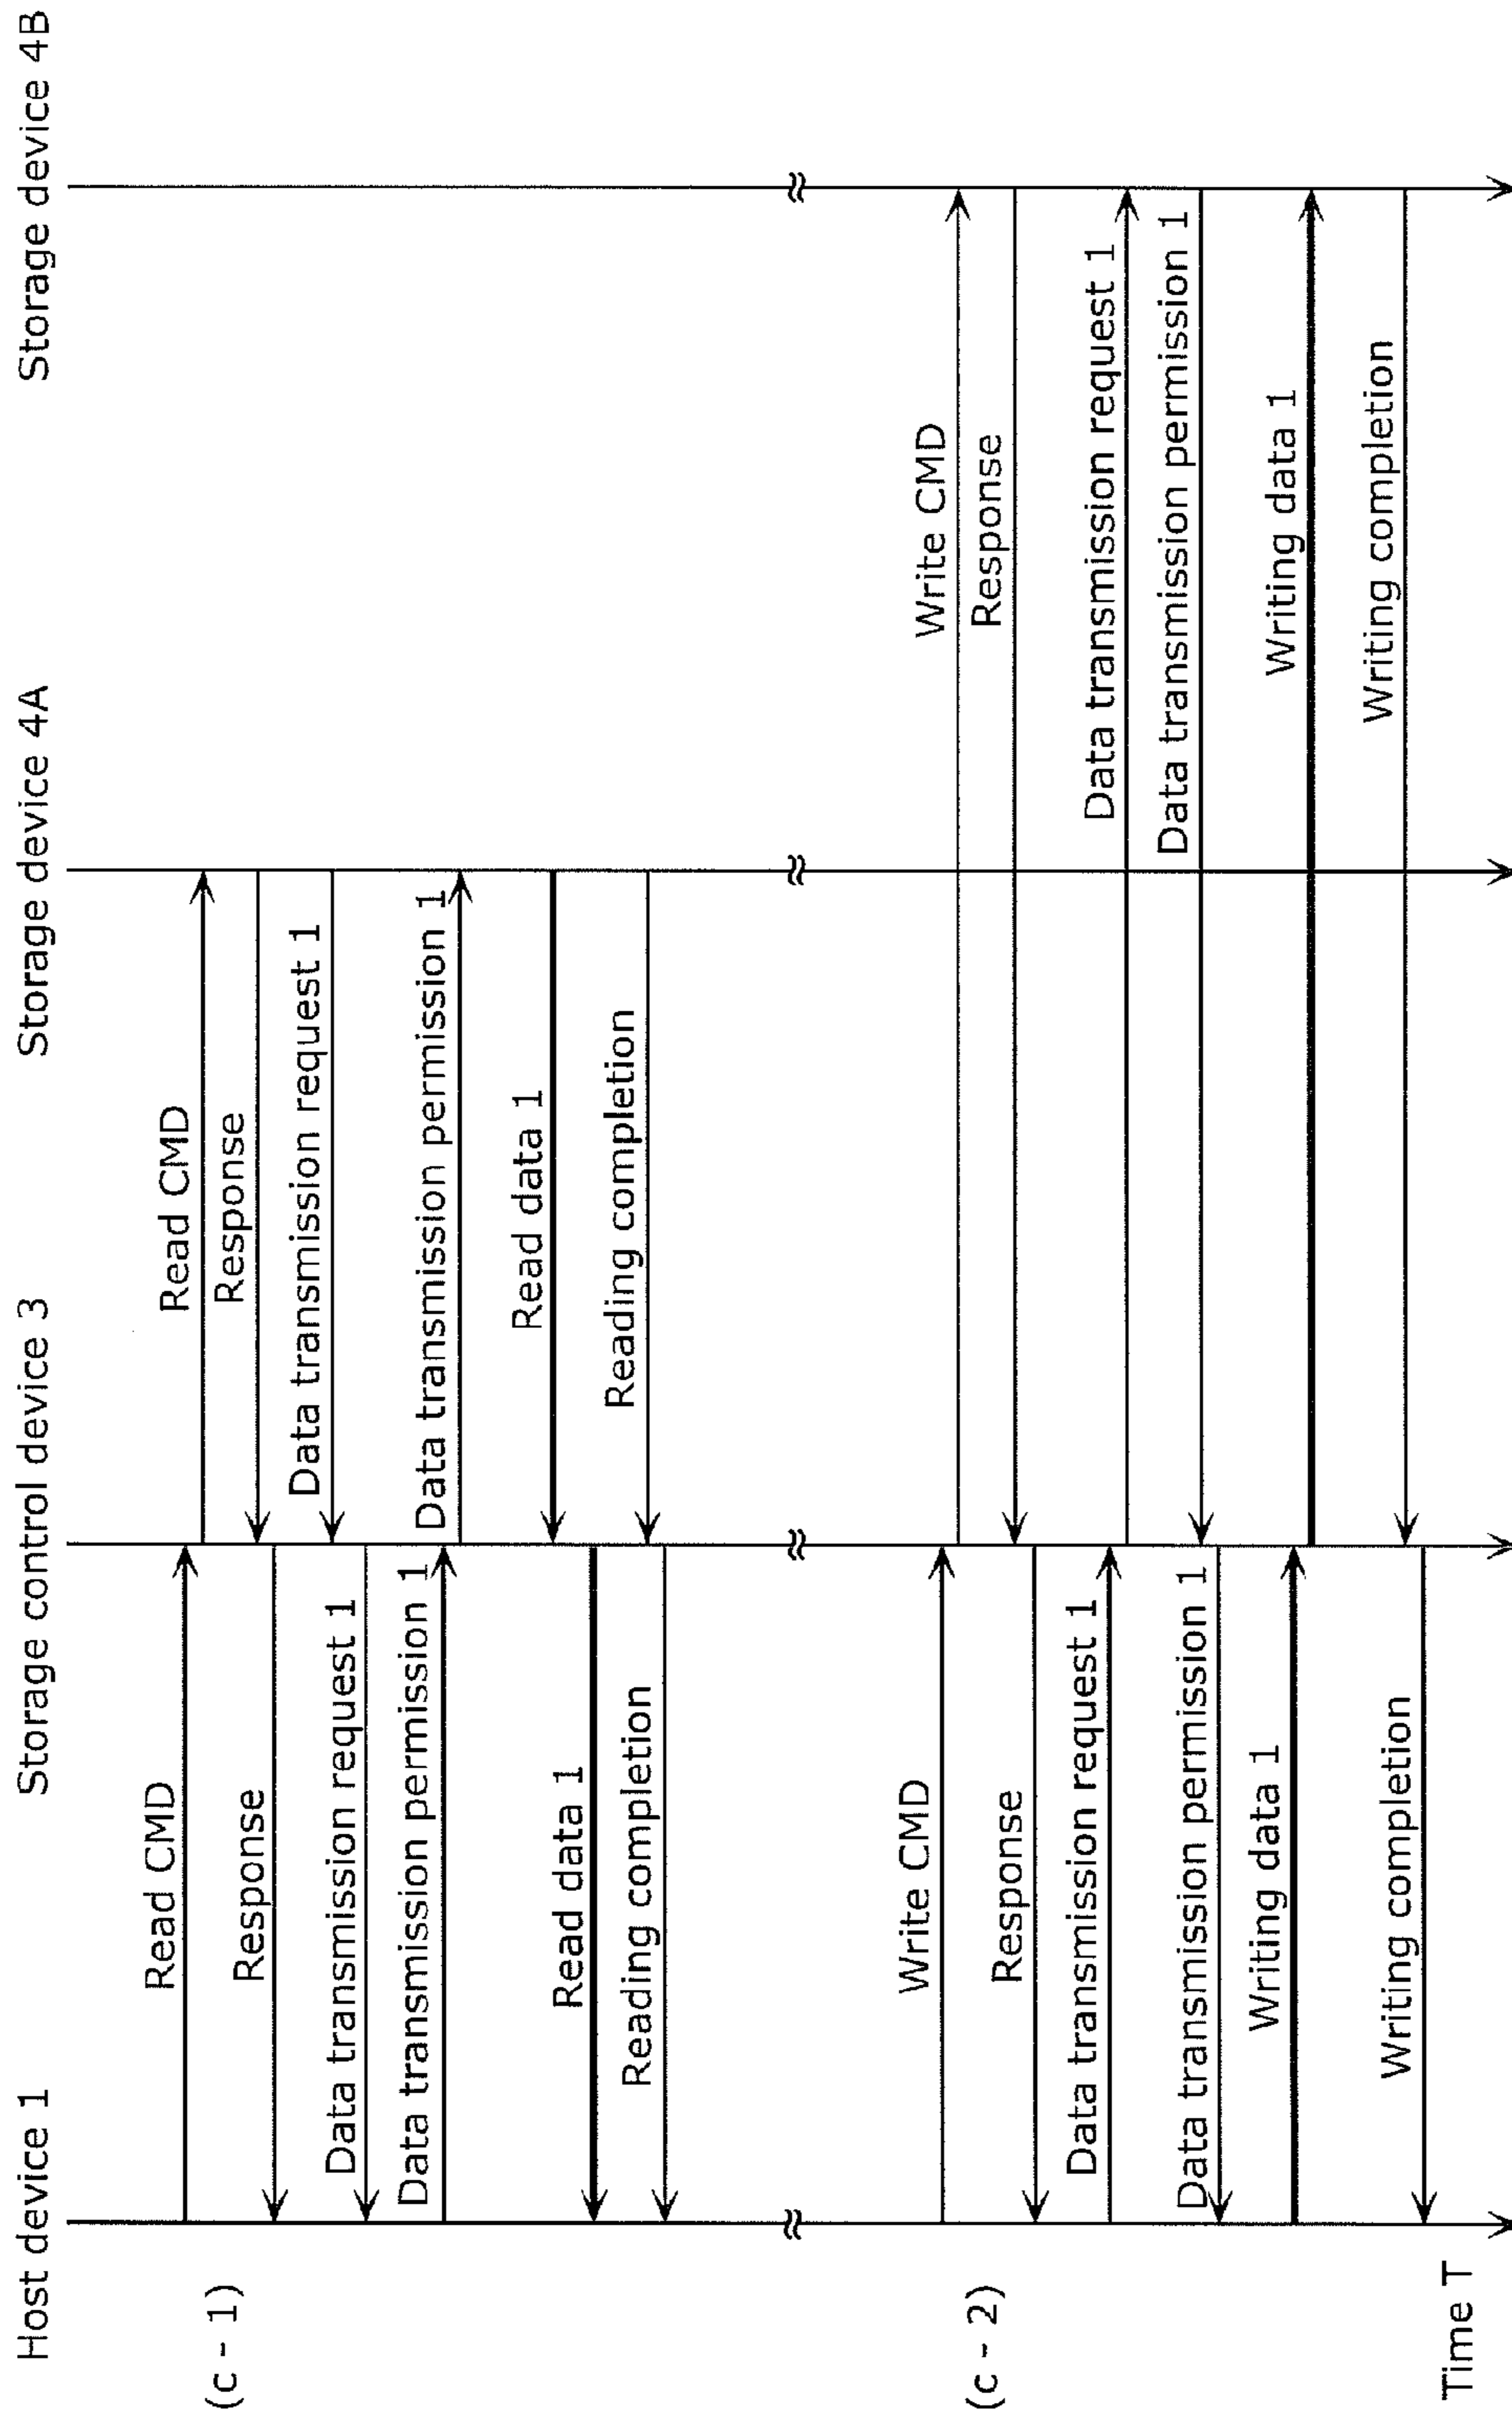 Host device 1
Storage control device 3
Storage device 4A
Storage device 4B
(c - 1)
Read CMD
Read CMD
Response
Response
Data transmission request 1
Data transmission request 1
Data transmission permission 1
Data transmission permission 1
Read data 1
Read data 1
Reading completion
Reading completion
(c - 2)
Write CMD
Write CMD
Response
Response
Data transmission request 1
Data transmission request 1
Data transmission permission 1
Data transmission permission 1
Writing data 1
Writing data 1
Writing completion
Writing completion
Time T